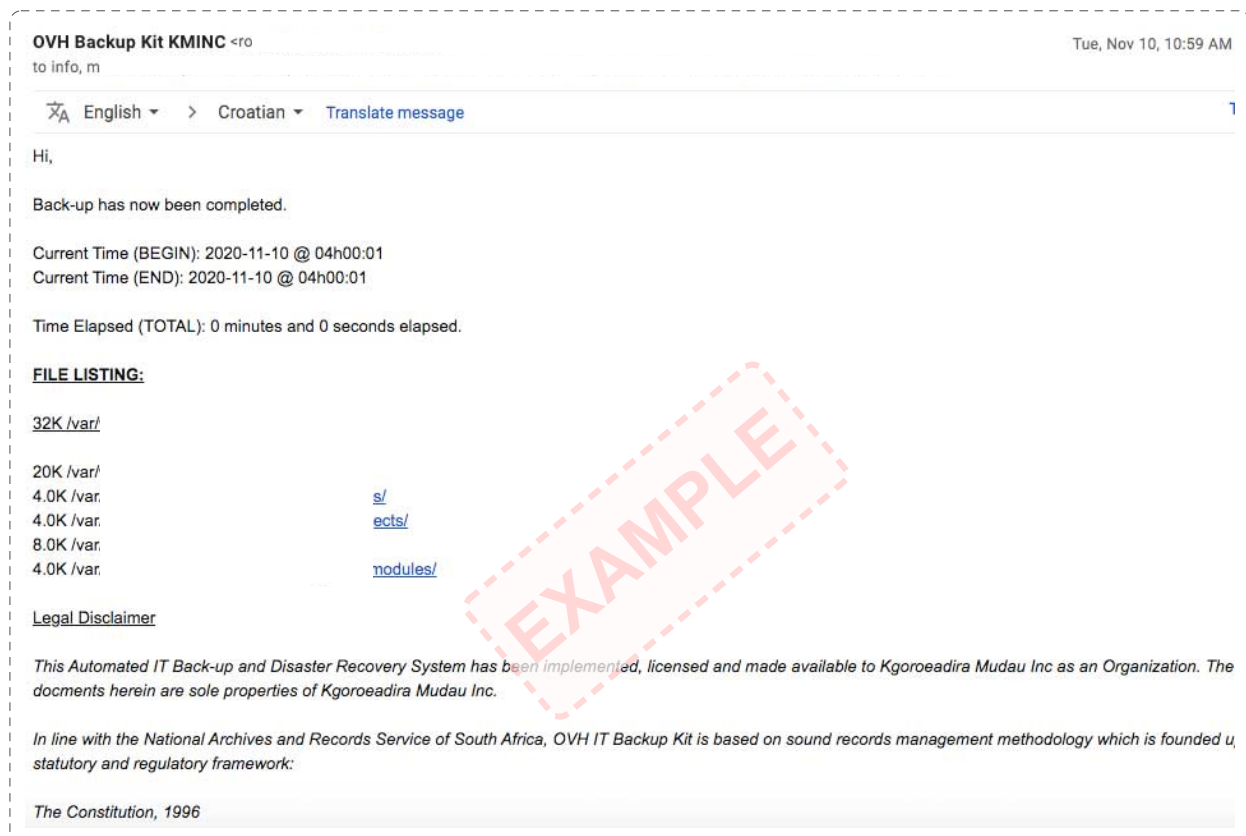 OVH Backup Kit KMINC <ro
Tue, Nov 10, 10:59 AM
to info, m
English > Croatian Translate message
Hi,
Back-up has now been completed.
Current Time (BEGIN): 2020-11-10 @ 04h00:01
Current Time (END): 2020-11-10 @ 04h00:01
Time Elapsed (TOTAL): 0 minutes and 0 seconds elapsed.
FILE LISTING:
32K /var/
20K /var/
4.0K /var. s/
4.0K /var. ects/
8.0K /var.
4.0K /var. modules/
EXAMPLE
Legal Disclaimer
This Automated IT Back-up and Disaster Recovery System has been implemented, licensed and made available to Kgoroeadira Mudau Inc as an Organization. The
docments herein are sole properties of Kgoroeadira Mudau Inc.
In line with the National Archives and Records Service of South Africa, OVH IT Backup Kit is based on sound records management methodology which is founded
statutory and regulatory framework:
The Constitution, 1996